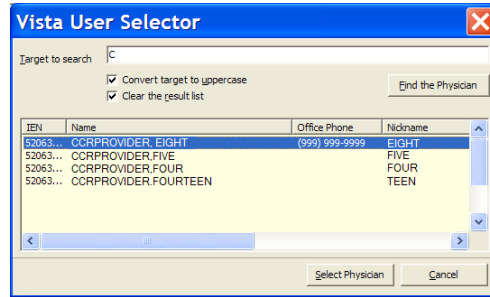 Vista User Selector
Target to search C
Convert target to uppercase
Clear the result list
Find the Physician
IEN Name Office Phone Nickname
52063... CCRPROVIDER, EIGHT (999) 999-9999 EIGHT
52063... CCRPROVIDER,FIVE FIVE
52063... CCRPROVIDER,FOUR FOUR
52063... CCRPROVIDER.FOURTEEN TEEN
Select Physician Cancel